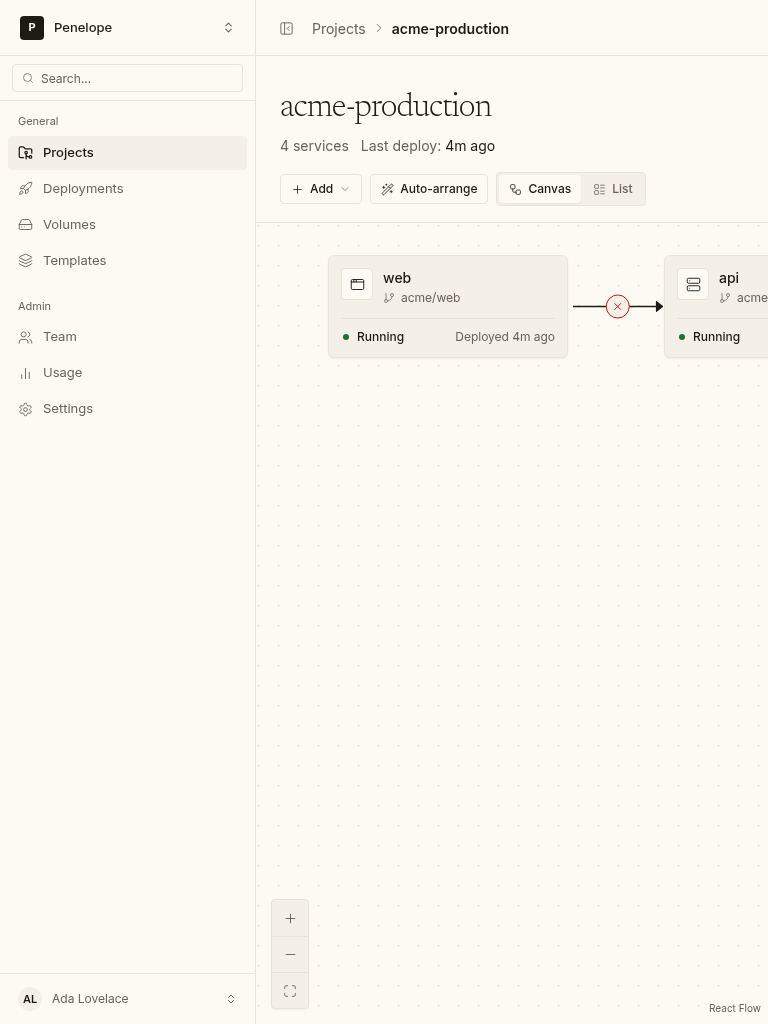 P Penelope
Search...
General
Projects
Deployments
Volumes
Templates
Admin
Team
Usage
Settings
AL Ada Lovelace
Projects acme-production
acme-production
4 services Last deploy: 4m ago
Add Auto-arrange Canvas List
web
acme/web
Running Deployed 4m ago
api
acme
Running
React Flow